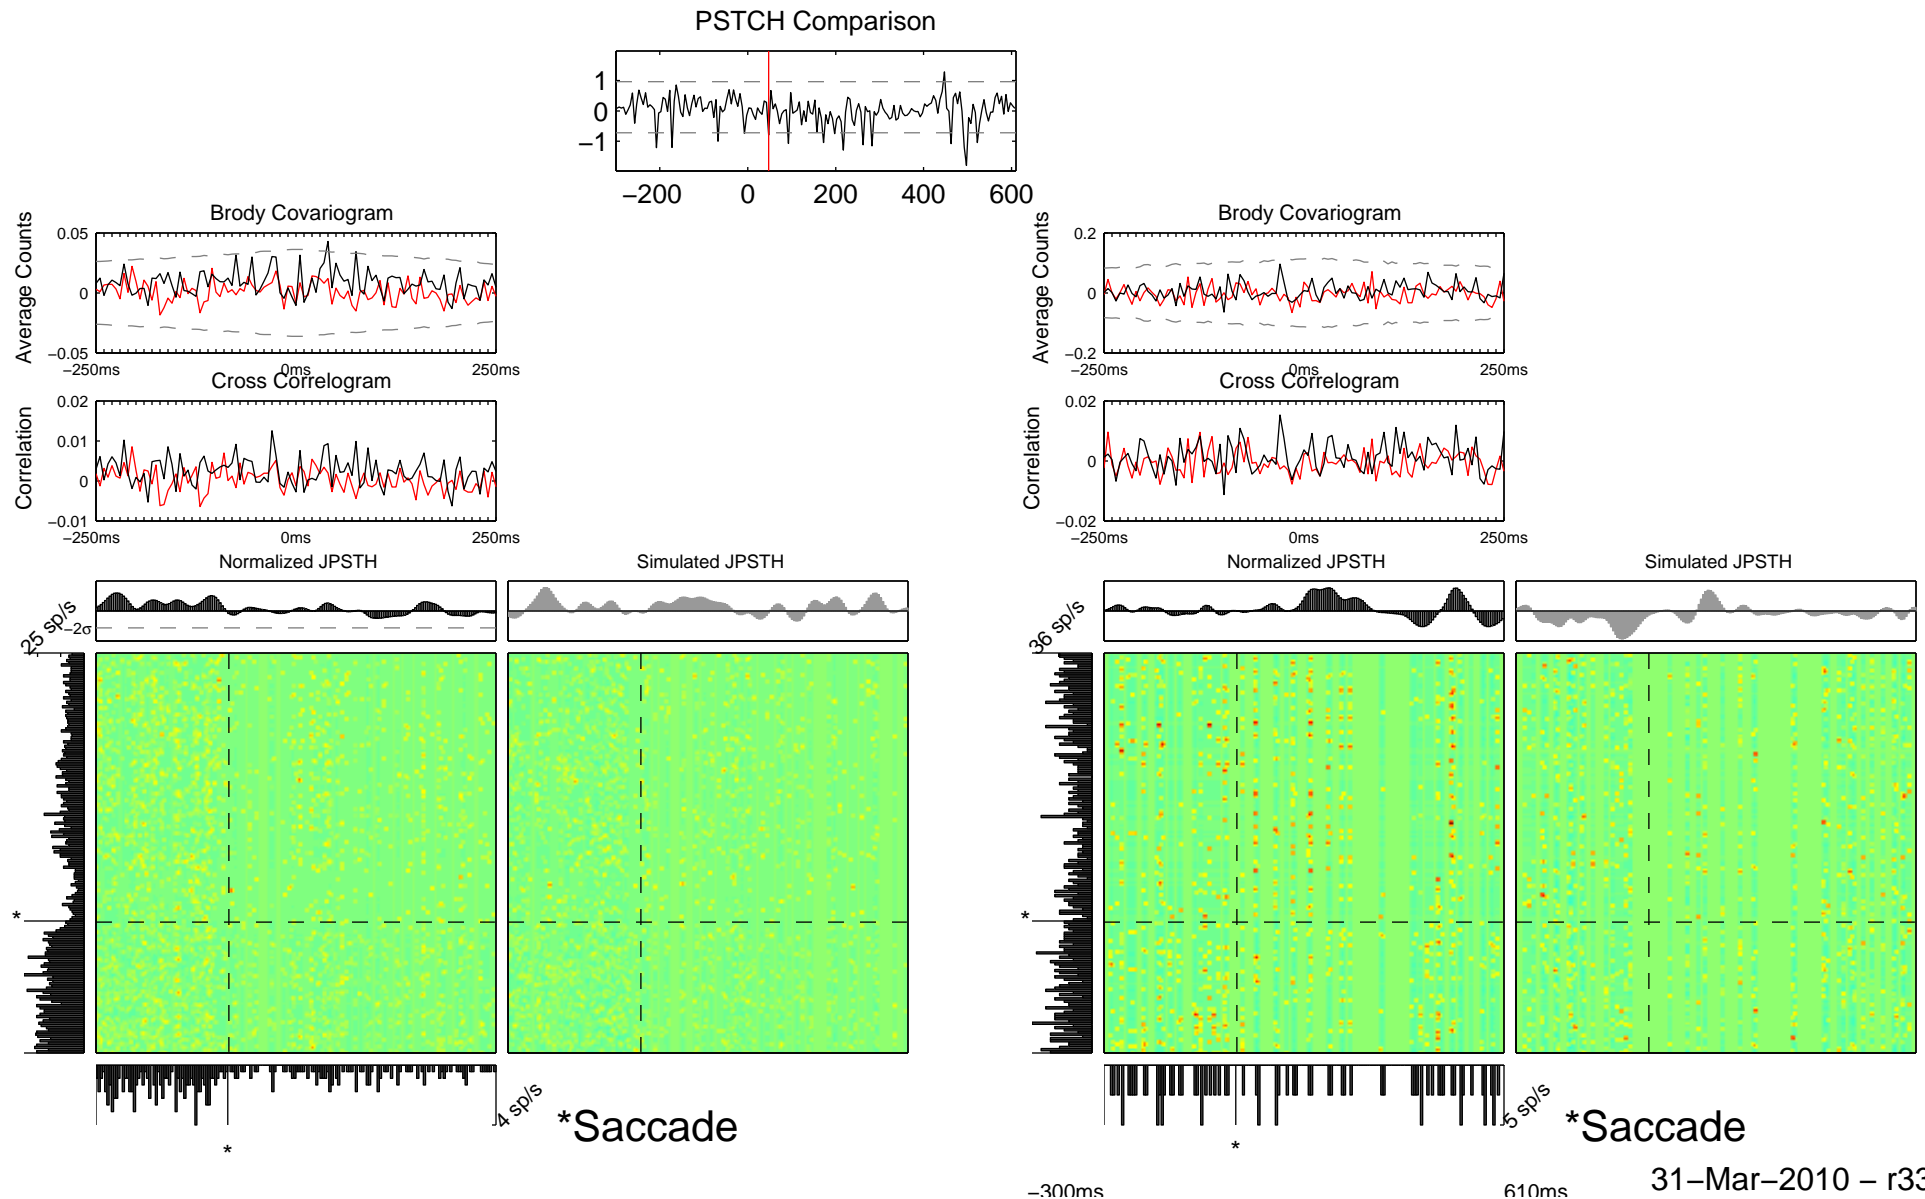 PSTCH Comparison
1
0
−1
−200
0
200
400
600
Brody Covariogram
Average Counts
0.05
0
−0.05
−250ms
0ms
250ms
Cross Correlogram
Correlation
0.02
0.01
0
−0.01
−250ms
0ms
250ms
Normalized JPSTH
Simulated JPSTH
25 sp/s
−2σ
*
*
4 sp/s
*Saccade
Brody Covariogram
Average Counts
0.2
0
−0.2
−250ms
0ms
250ms
Cross Correlogram
Correlation
0.02
0
−0.02
−250ms
0ms
250ms
Normalized JPSTH
Simulated JPSTH
36 sp/s
*
*
5 sp/s
*Saccade
−300ms
610ms
31−Mar−2010 − r33